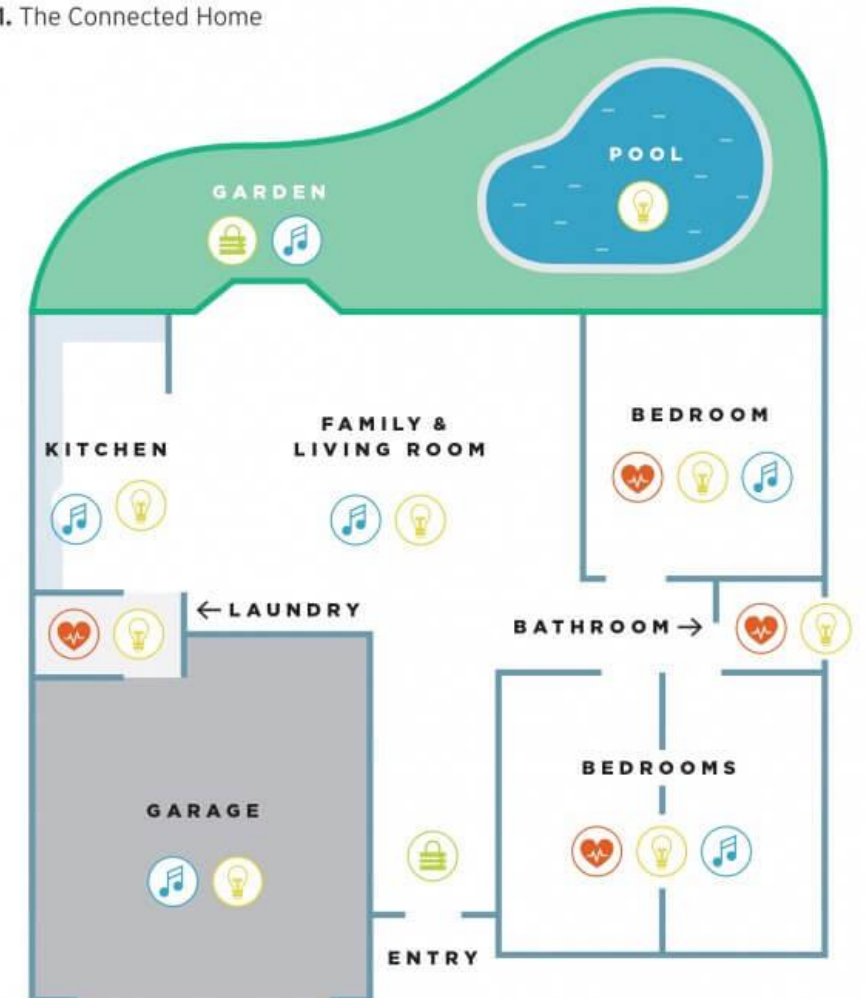 1. The Connected Home
POOL
GARDEN
BEDROOM
FAMILY &
LIVING ROOM
KITCHEN
←LAUNDRY
BATHROOM→
BEDROOMS
GARAGE
ENTRY